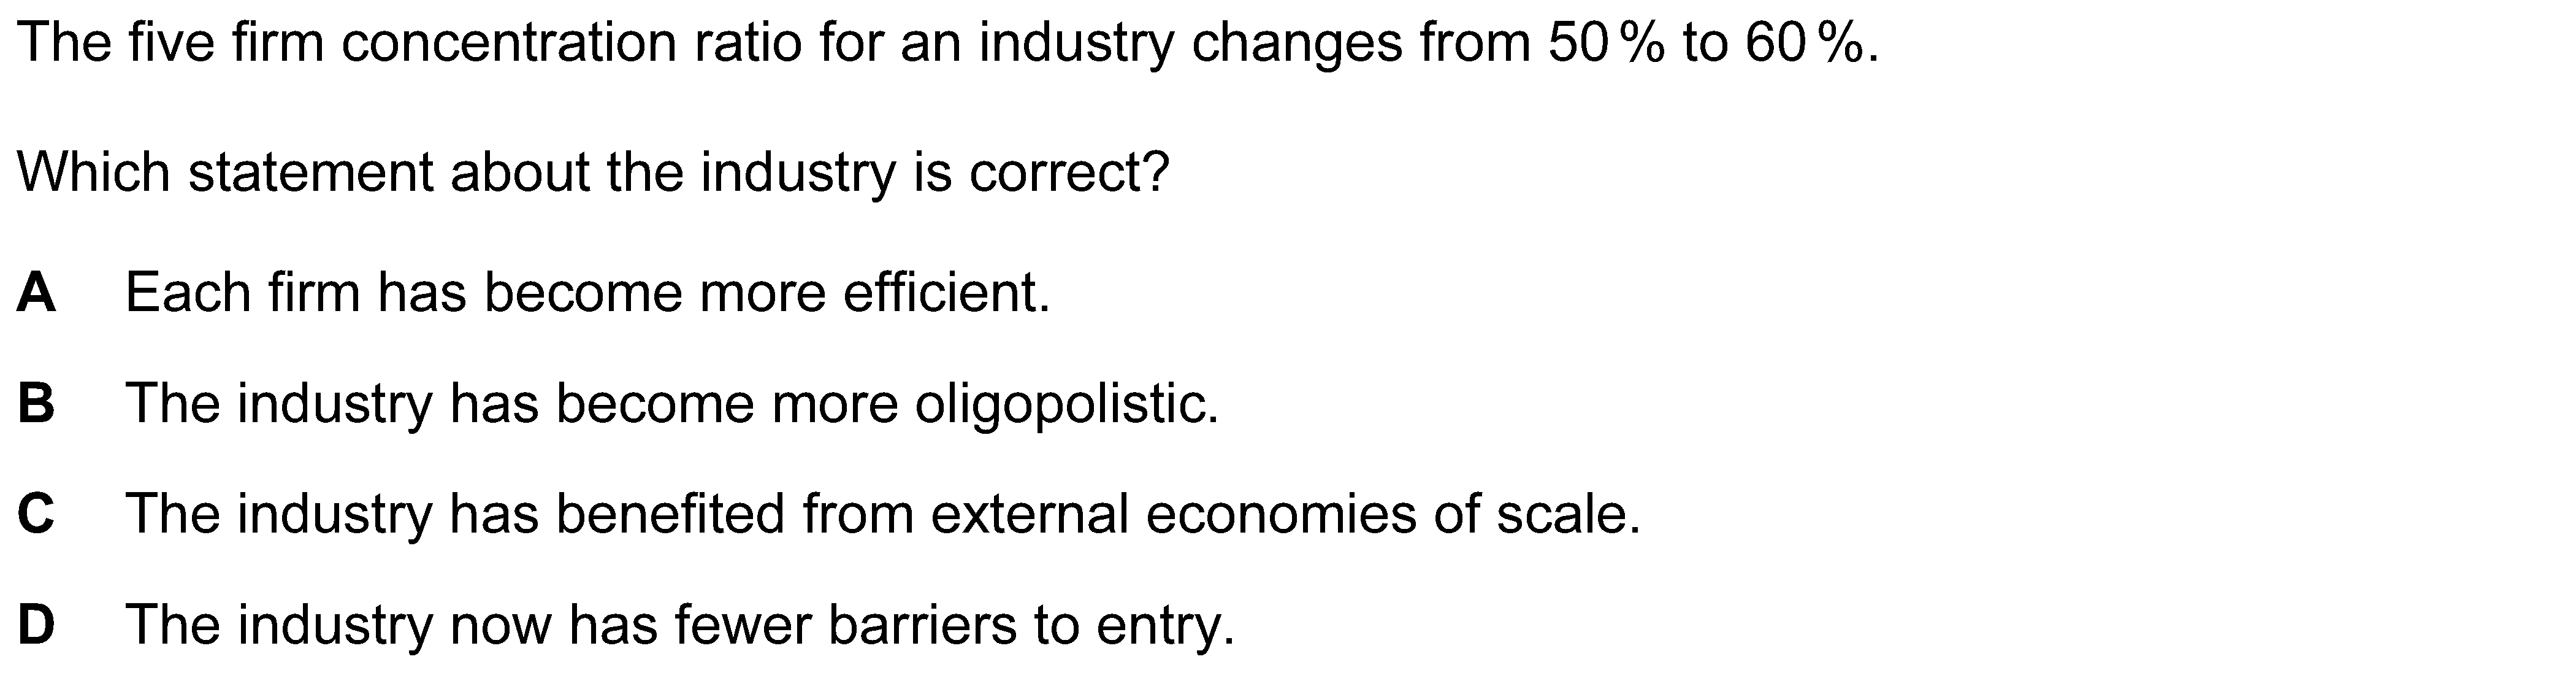 The five firm concentration ratio for an industry changes from 50% to 60%.
Which statement about the industry is correct?
A Each firm has become more efficient.
B The industry has become more oligopolistic.
C The industry has benefited from external economies of scale.
D The industry now has fewer barriers to entry.